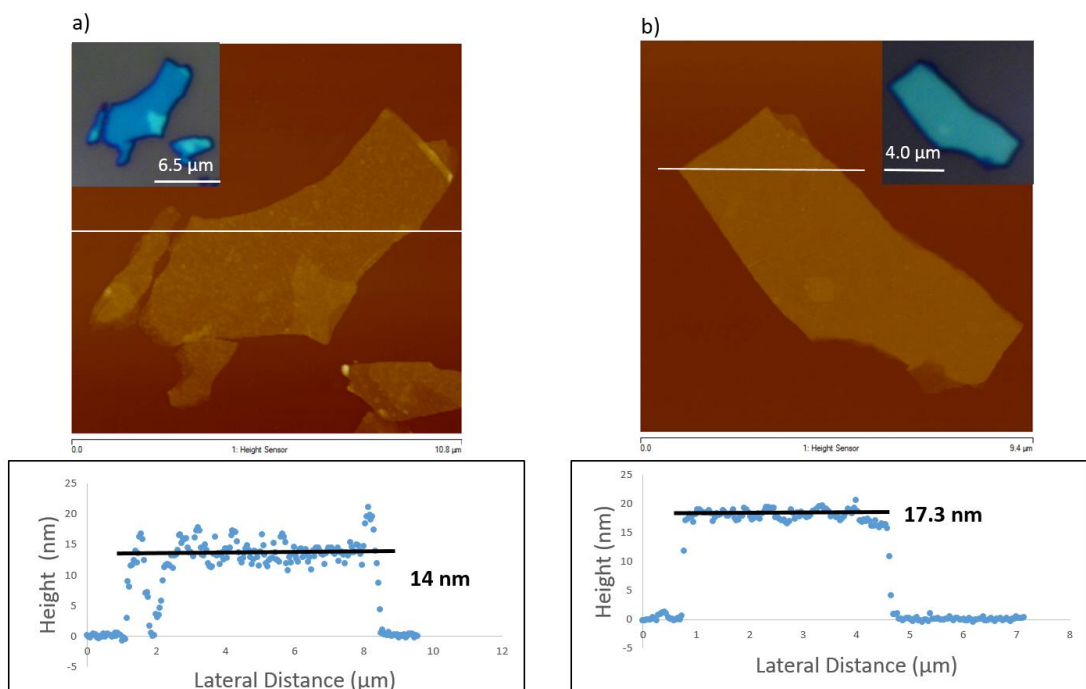 a)
6.5 µm
0.0 1: Height Sensor 10.8 µm
25
20
15
10
5
0
-5
0 2 4 6 8 10 12
Height (nm)
14 nm
Lateral Distance (µm)
b)
4.0 µm
0.0 1: Height Sensor 9.4 µm
25
20
15
10
5
0
-5
0 1 2 3 4 5 6 7 8
Height (nm)
17.3 nm
Lateral Distance (µm)